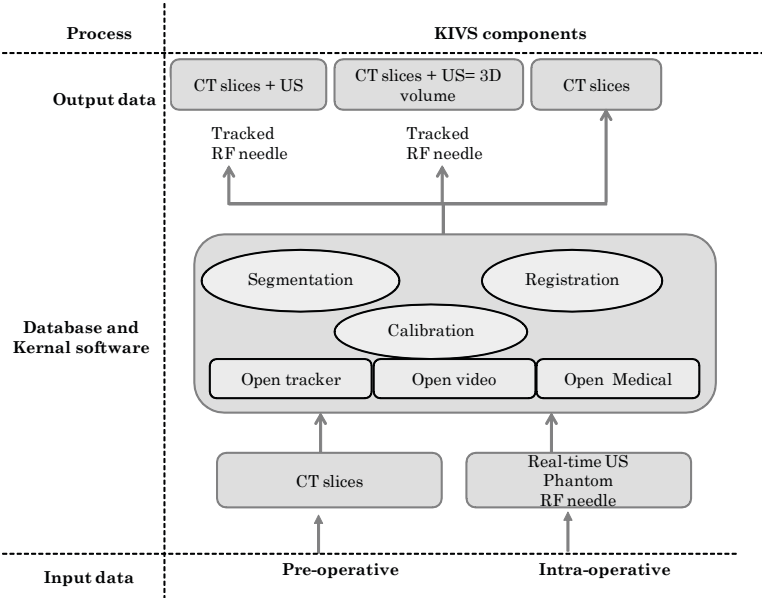 Process
KIVS components
Output data
CT slices + US
CT slices + US= 3D
volume
CT slices
Tracked
RF needle
Tracked
RF needle
Database and
Kernal software
Segmentation
Registration
Calibration
Open tracker
Open video
Open Medical
CT slices
Real-time US
Phantom
RF needle
Input data
Pre-operative
Intra-operative